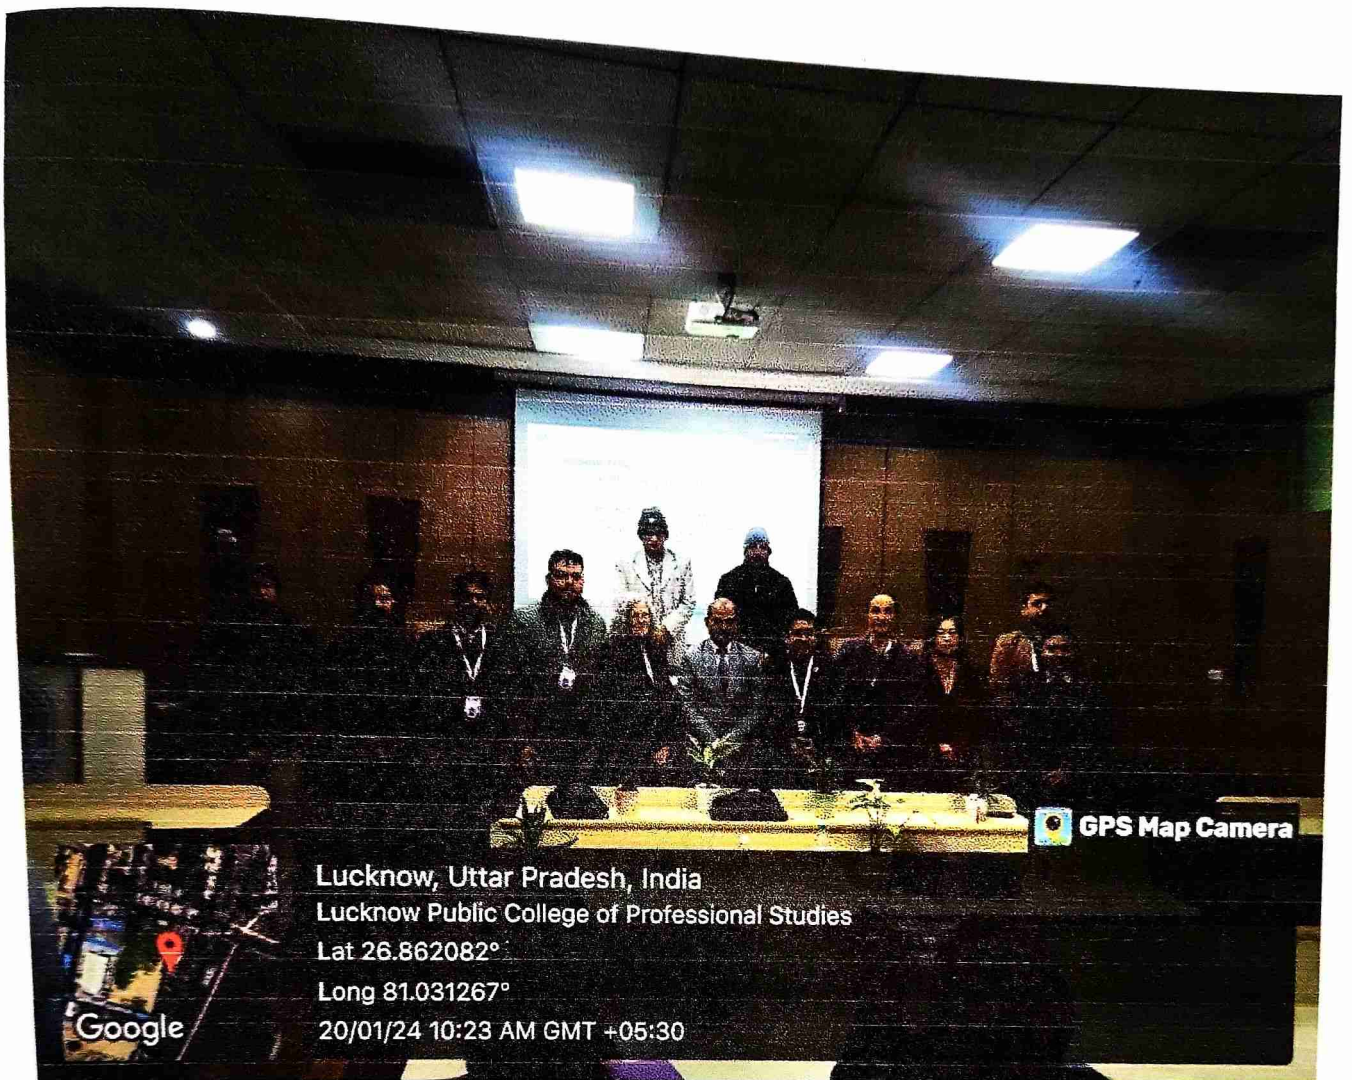 GPS Map Camera
Lucknow, Uttar Pradesh, India
Lucknow Public College of Professional Studies
Lat 26.862082°
Long 81.031267°
20/01/24 10:23 AM GMT +05:30
Google